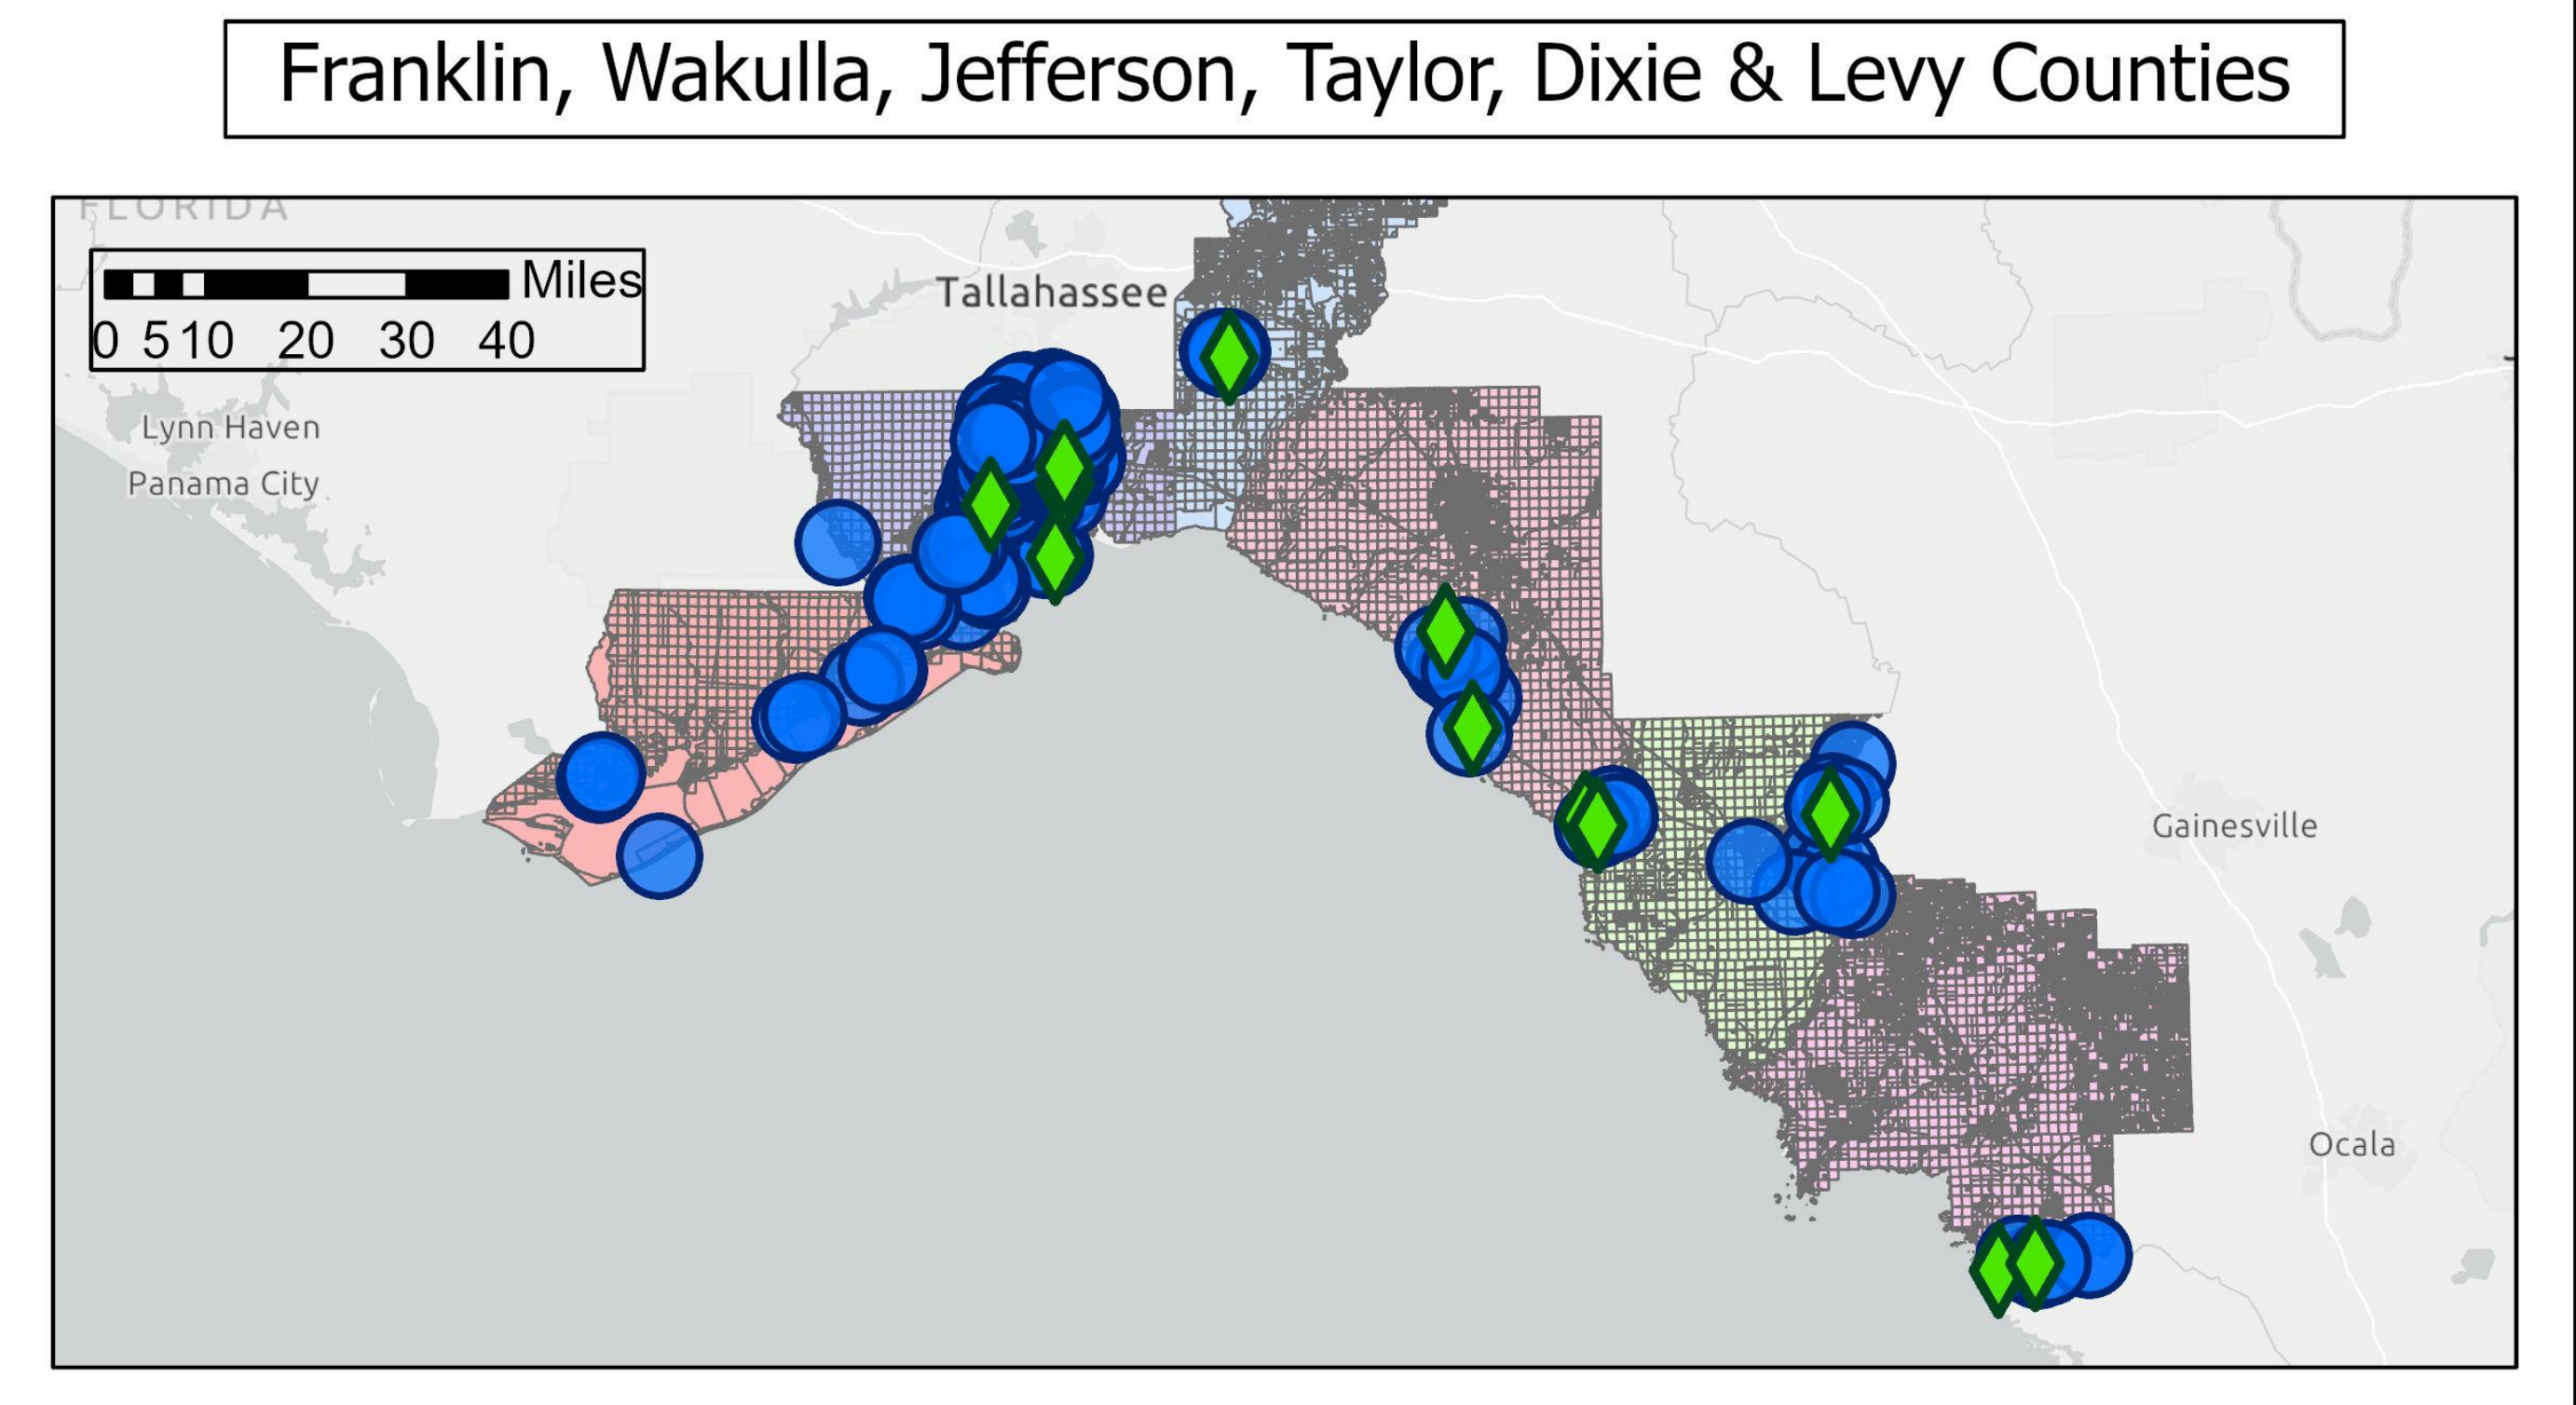 Franklin, Wakulla, Jefferson, Taylor, Dixie & Levy Counties
FLORIDA
Miles
0 5 10 20 30 40
Tallahassee
Lynn Haven
Panama City
Gainesville
Ocala